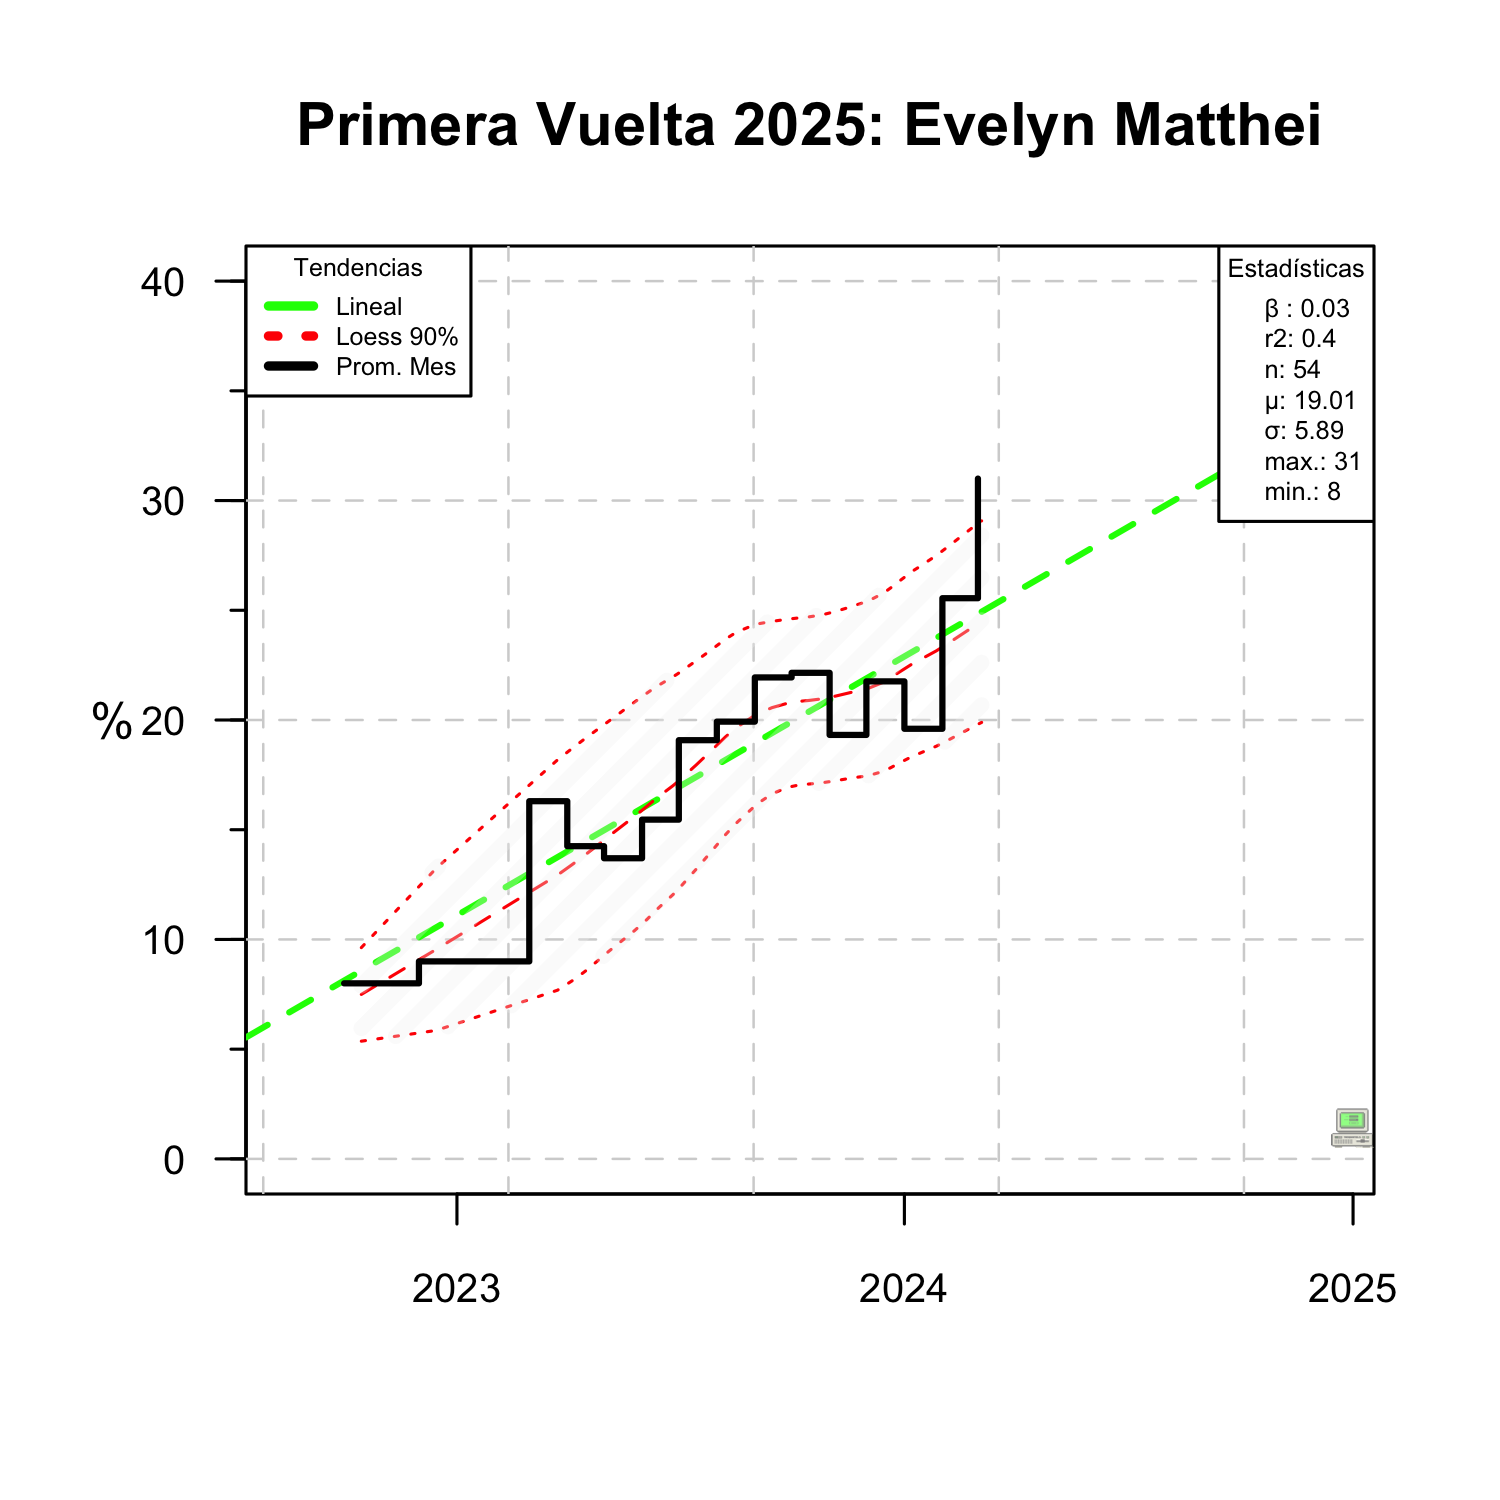 Primera Vuelta 2025: Evelyn Matthei
Tendencias
Lineal
Loess 90%
Prom. Mes
Estadísticas
β : 0.03
r2: 0.4
n: 54
μ: 19.01
σ: 5.89
max.: 31
min.: 8
40
30
20
10
0
%
2023
2024
2025